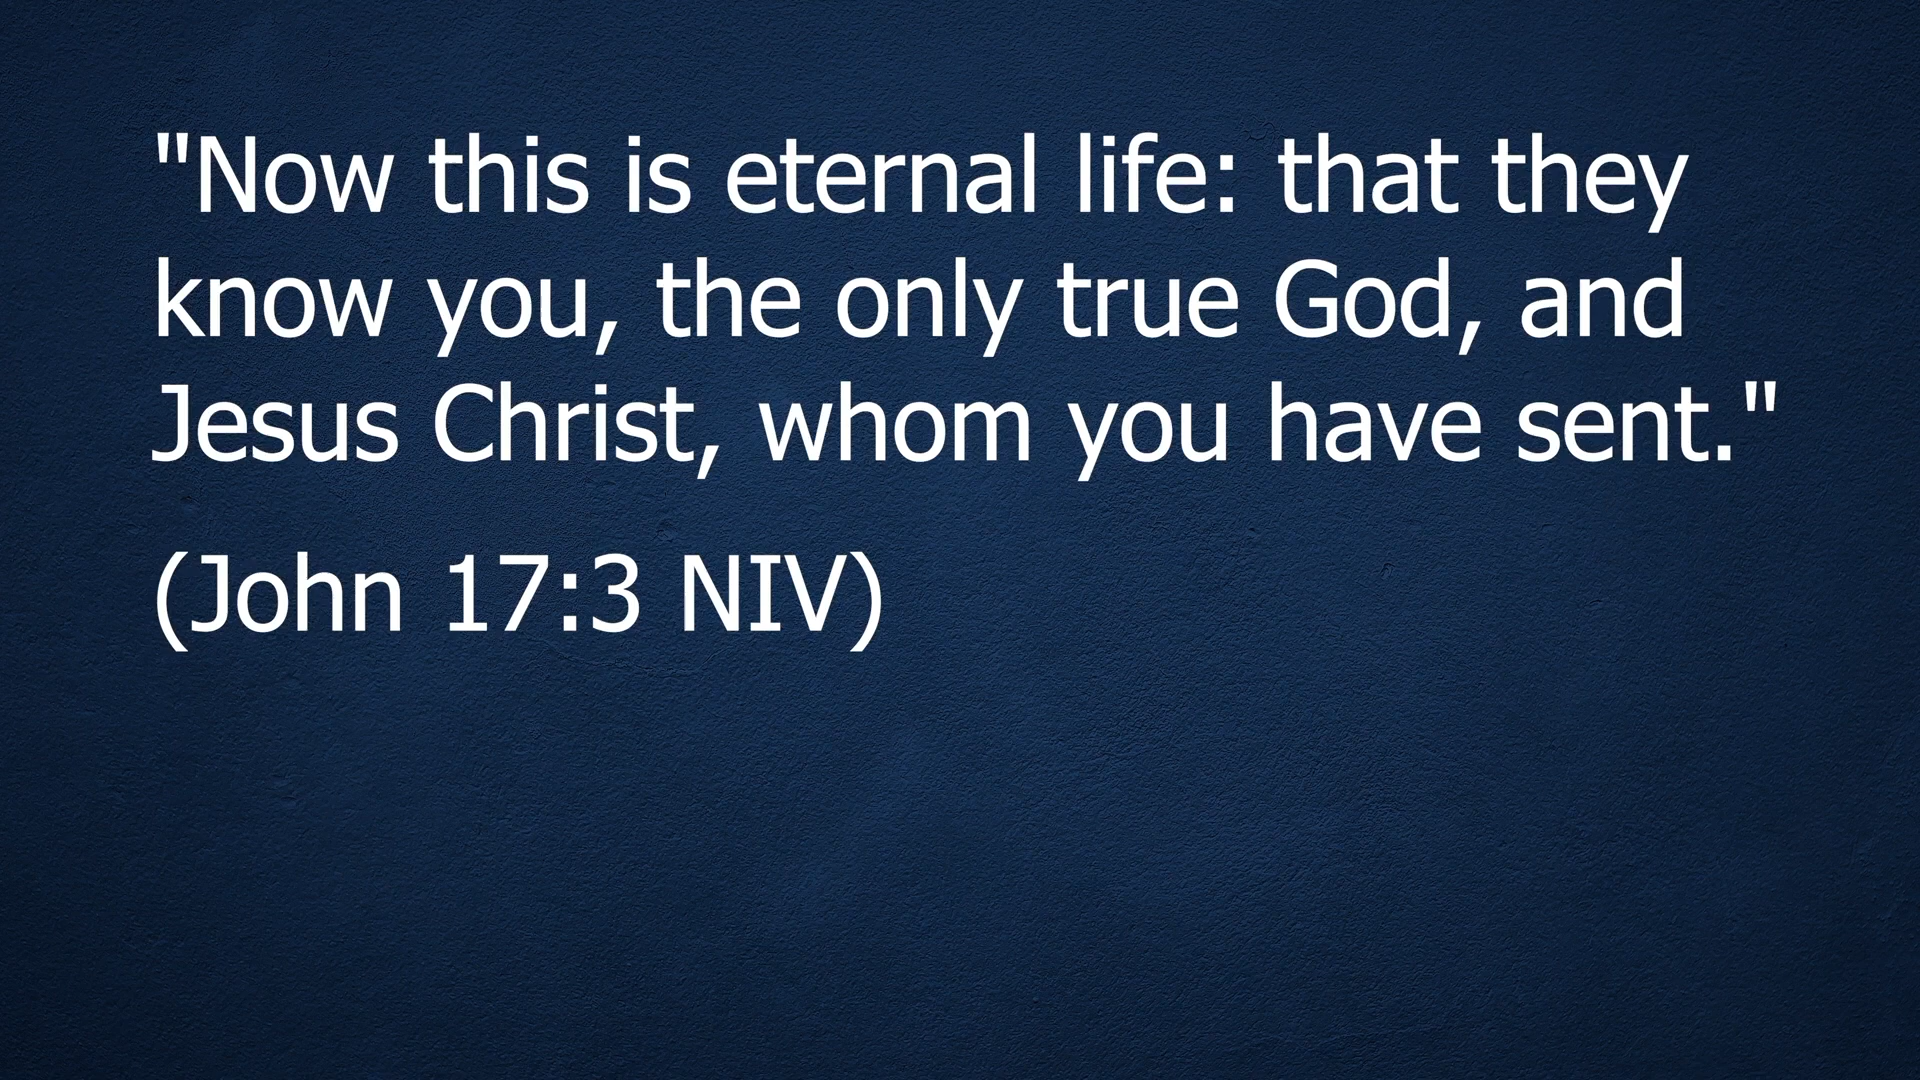 "Now this is eternal life: that they
know you, the only true God, and
Jesus Christ, whom you have sent."
(John 17:3 NIV)